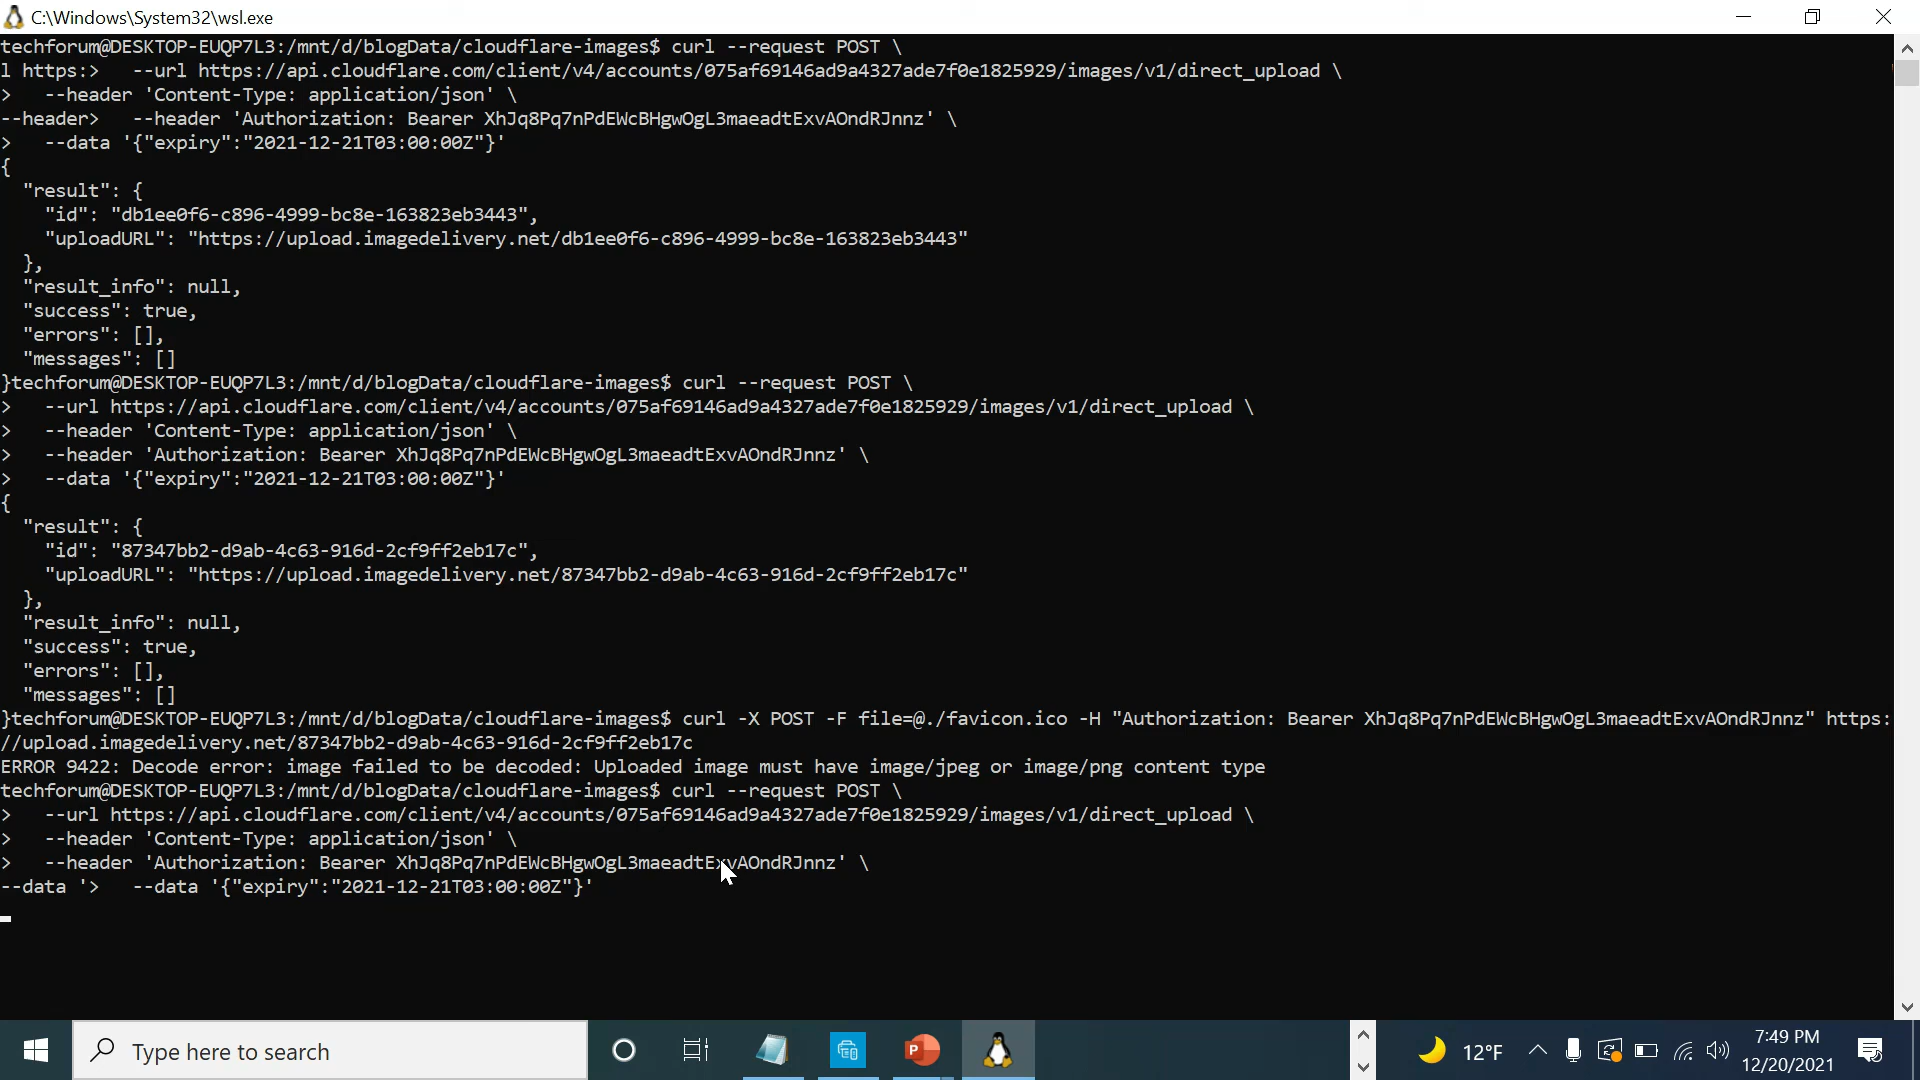 C:\Windows\System32\wsl.exe
techforum@DESKTOP-EUQP7L3:/mnt/d/blogData/cloudflare-images$ curl --request POST \
l https:>   --url https://api.cloudflare.com/client/v4/accounts/075af69146ad9a4327ade7f0e1825929/images/v1/direct_upload \
>   --header 'Content-Type: application/json' \
--header>   --header 'Authorization: Bearer XhJq8Pq7nPdEWcBHgwOgL3maeadtExvAOndRJnnz' \
>   --data '{"expiry":"2021-12-21T03:00:00Z"}'
{
  "result": {
    "id": "db1ee0f6-c896-4999-bc8e-163823eb3443",
    "uploadURL": "https://upload.imagedelivery.net/db1ee0f6-c896-4999-bc8e-163823eb3443"
  },
  "result_info": null,
  "success": true,
  "errors": [],
  "messages": []
}techforum@DESKTOP-EUQP7L3:/mnt/d/blogData/cloudflare-images$ curl --request POST \
>   --url https://api.cloudflare.com/client/v4/accounts/075af69146ad9a4327ade7f0e1825929/images/v1/direct_upload \
>   --header 'Content-Type: application/json' \
>   --header 'Authorization: Bearer XhJq8Pq7nPdEWcBHgwOgL3maeadtExvAOndRJnnz' \
>   --data '{"expiry":"2021-12-21T03:00:00Z"}'
{
  "result": {
    "id": "87347bb2-d9ab-4c63-916d-2cf9ff2eb17c",
    "uploadURL": "https://upload.imagedelivery.net/87347bb2-d9ab-4c63-916d-2cf9ff2eb17c"
  },
  "result_info": null,
  "success": true,
  "errors": [],
  "messages": []
}techforum@DESKTOP-EUQP7L3:/mnt/d/blogData/cloudflare-images$ curl -X POST -F file=@./favicon.ico -H "Authorization: Bearer XhJq8Pq7nPdEWcBHgwOgL3maeadtExvAOndRJnnz" https:
//upload.imagedelivery.net/87347bb2-d9ab-4c63-916d-2cf9ff2eb17c
ERROR 9422: Decode error: image failed to be decoded: Uploaded image must have image/jpeg or image/png content type
techforum@DESKTOP-EUQP7L3:/mnt/d/blogData/cloudflare-images$ curl --request POST \
>   --url https://api.cloudflare.com/client/v4/accounts/075af69146ad9a4327ade7f0e1825929/images/v1/direct_upload \
>   --header 'Content-Type: application/json' \
>   --header 'Authorization: Bearer XhJq8Pq7nPdEWcBHgwOgL3maeadtExvAOndRJnnz' \
--data '>   --data '{"expiry":"2021-12-21T03:00:00Z"}'
Type here to search
P
12°F
7:49 PM
12/20/2021